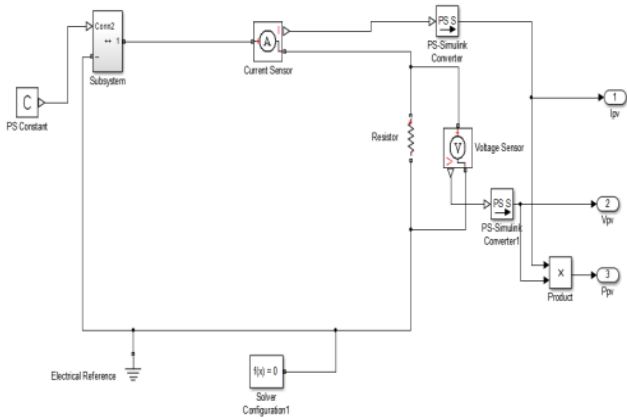 Conn2
1
Subsystem
C
PS Constant
A
I
Current Sensor
PS S
PS-Simulink
Converter
1
Ipv
Resistor
V
Voltage Sensor
PS S
PS-Simulink
Converter1
2
Vpv
x
Product
3
Ppv
Electrical Reference
f(x) = 0
Solver
Configuration1